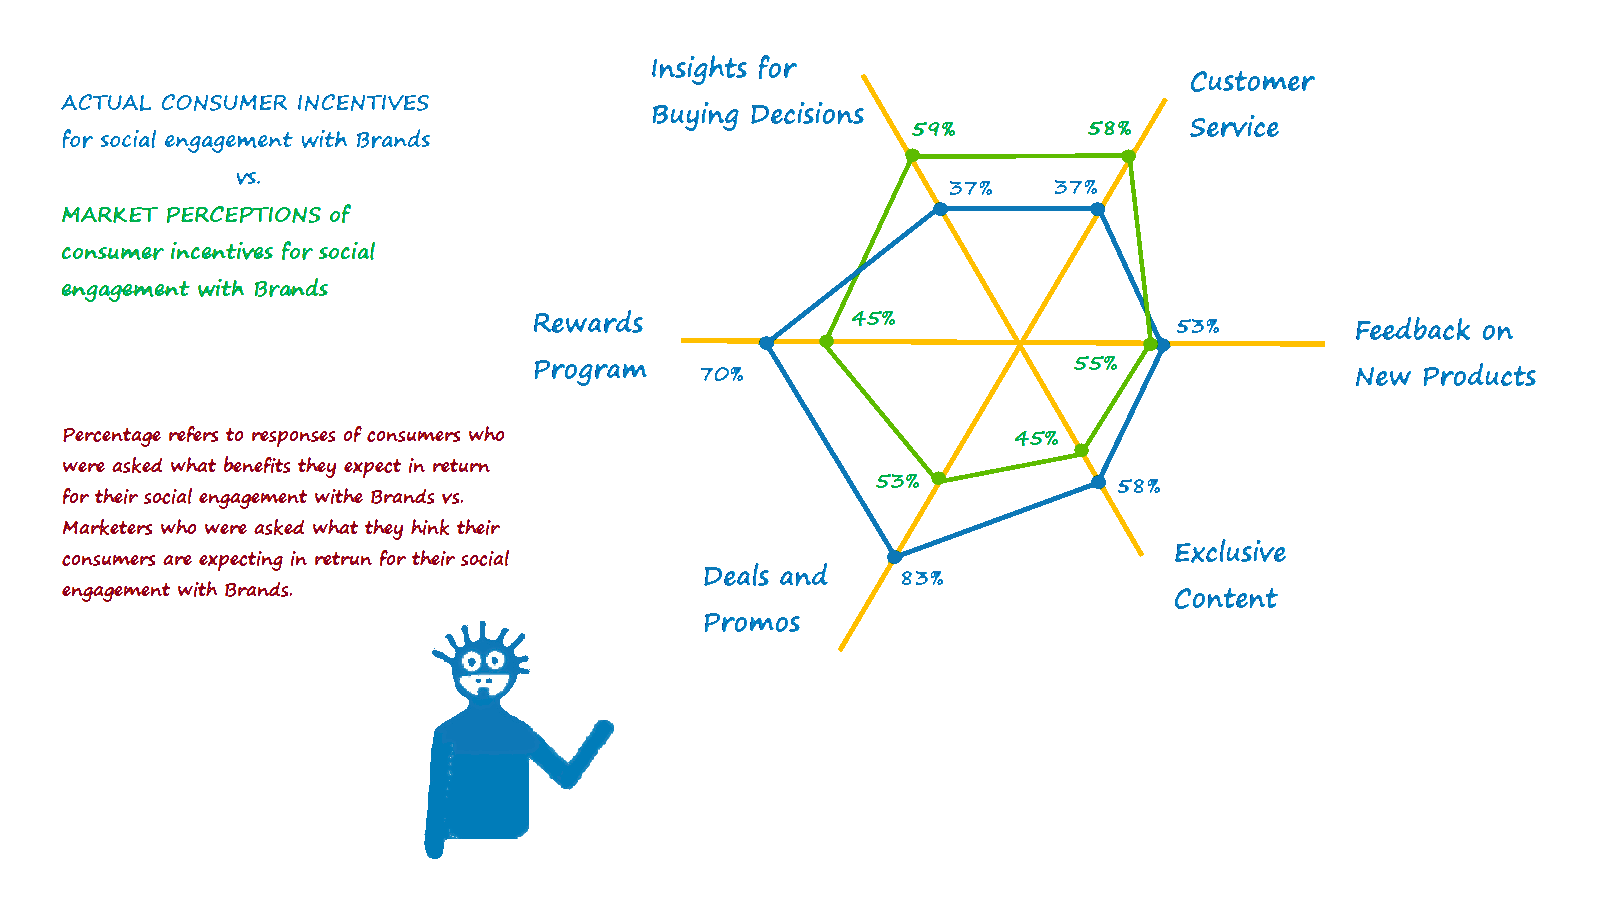 ACTUAL CONSUMER INCENTIVES
for social engagement with Brands
vs.
MARKET PERCEPTIONS of
consumer incentives for social
engagement with Brands
Percentage refers to responses of consumers who
were asked what benefits they expect in return
for their social engagement withe Brands vs.
Marketers who were asked what they hink their
consumers are expecting in retrun for their social
engagement with Brands.
Insights for
Buying Decisions
Customer
Service
59%
58%
37%
37%
Rewards
Program
45%
70%
53%
55%
Feedback on
New Products
45%
53%
58%
Exclusive
Content
Deals and
Promos
83%